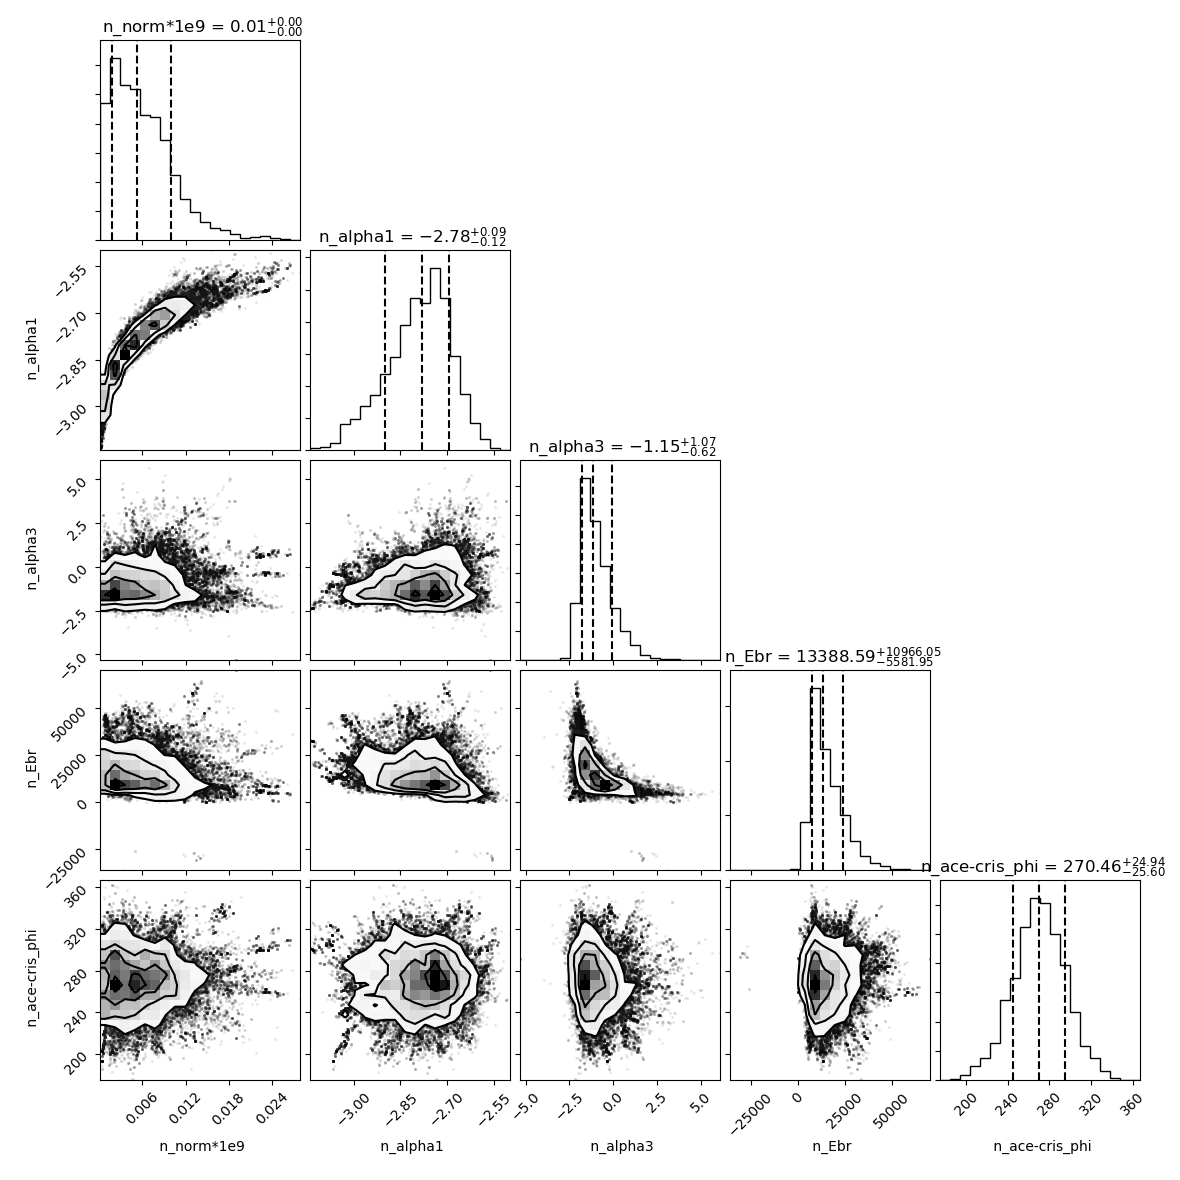 n_norm*1e9 = 0.01+0.00−0.00
n_alpha1 = −2.78+0.09−0.12
n_alpha3 = −1.15+1.07−0.62
n_Ebr = 13388.59+10966.05−5581.95
n_ace-cris_phi = 270.46+24.94−25.60
n_alpha1
−2.55
−2.70
−2.85
−3.00
n_alpha3
5.0
2.5
0.0
−2.5
−5.0
n_Ebr
50000
25000
0
−25000
n_ace-cris_phi
360
320
280
240
200
0.006 0.012 0.018 0.024
n_norm*1e9
−3.00 −2.85 −2.70 −2.55
n_alpha1
−5.0 −2.5 0.0 2.5 5.0
n_alpha3
−25000 0 25000 50000
n_Ebr
200 240 280 320 360
n_ace-cris_phi